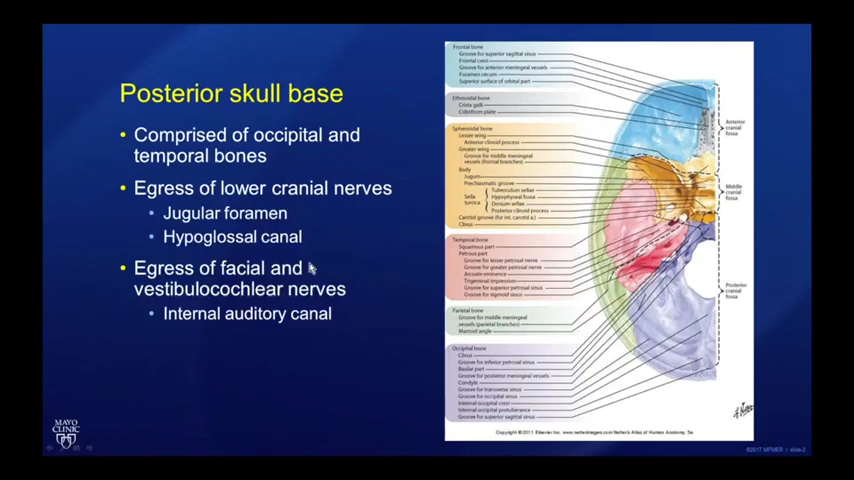 Posterior skull base
• Comprised of occipital and
temporal bones
• Egress of lower cranial nerves
• Jugular foramen
• Hypoglossal canal
• Egress of facial and
vestibulocochlear nerves
• Internal auditory canal
MAYO
CLINIC
Frontal bone
Groove for superior sagittal sinus
Frontal crest
Groove for anterior meningeal vessels
Foramen cecum
Superior surface of orbital part
Ethmoidal bone
Crista galli
Cribriform plate
Sphenoidal bone
Lesser wing
Anterior clinoid process
Greater wing
Groove for middle meningeal
vessels (frontal branches)
Body
Jugum
Prechiasmatic groove
Sella
turcica
Tuberculum sellae
Hypophyseal fossa
Dorsum sellae
Posterior clinoid process
Carotid groove (for int. carotid a.)
Clivus
Temporal bone
Squamous part
Petrous part
Groove for lesser petrosal nerve
Groove for greater petrosal nerve
Arcuate eminence
Trigeminal impression
Groove for superior petrosal sinus
Groove for sigmoid sinus
Parietal bone
Groove for middle meningeal
vessels (parietal branches)
Mastoid angle
Occipital bone
Clivus
Groove for inferior petrosal sinus
Basilar part
Groove for posterior meningeal vessels
Condyle
Groove for transverse sinus
Groove for occipital sinus
Internal occipital crest
Internal occipital protuberance
Groove for superior sagittal sinus
Anterior
cranial
fossa
Middle
cranial
fossa
Posterior
cranial
fossa
Copyright © 2011 Elsevier Inc. www.netterimages.com Netter's Atlas of Human Anatomy, 5e
©2017 MFMER | slide-2